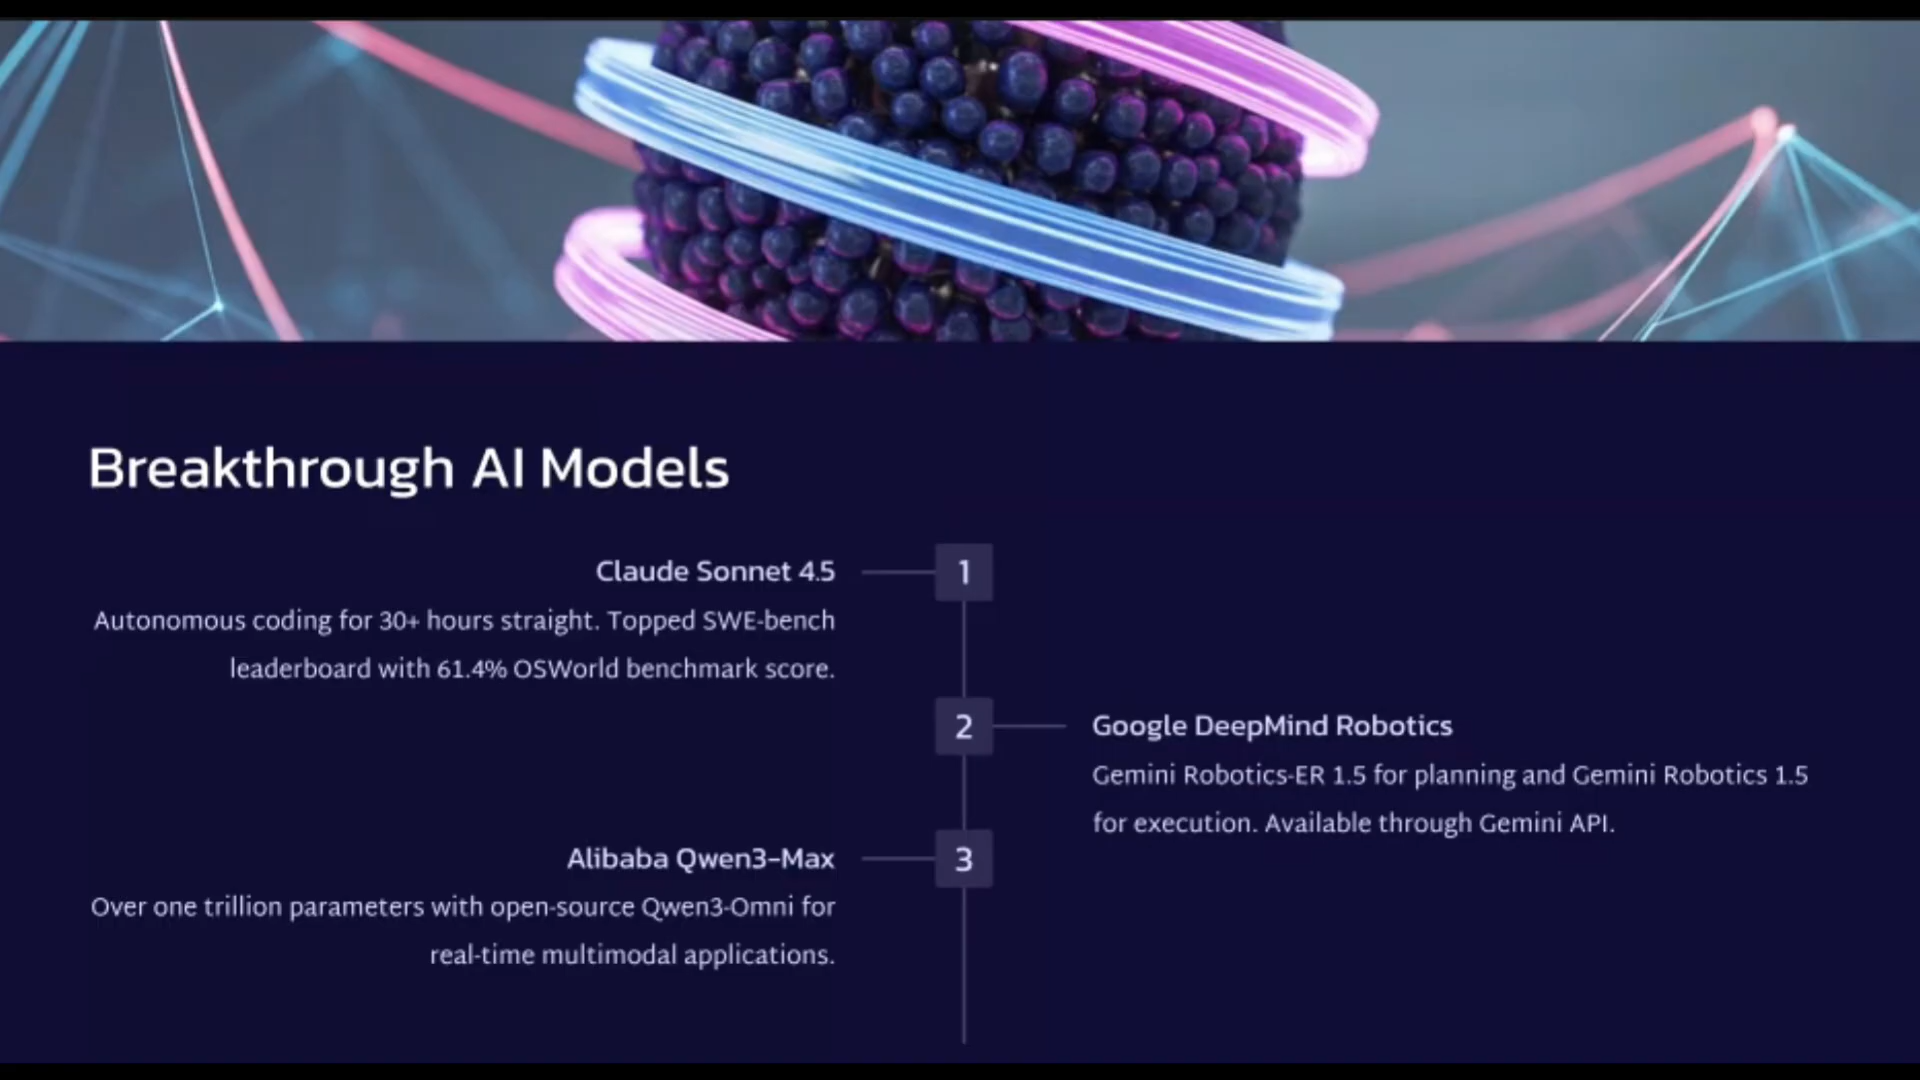 Breakthrough AI Models
Claude Sonnet 4.5
1
Autonomous coding for 30+ hours straight. Topped SWE-bench
leaderboard with 61.4% OSWorld benchmark score.
2
Google DeepMind Robotics
Gemini Robotics-ER 1.5 for planning and Gemini Robotics 1.5
for execution. Available through Gemini API.
Alibaba Qwen3-Max
3
Over one trillion parameters with open-source Qwen3-Omni for
real-time multimodal applications.